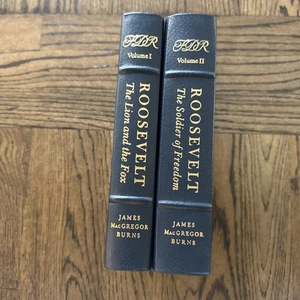 FDR
Volume I
ROOSEVELT
The Lion and the Fox
JAMES
MACGREGOR
BURNS
FDR
Volume II
ROOSEVELT
The Soldier of Freedom
JAMES
MACGREGOR
BURNS